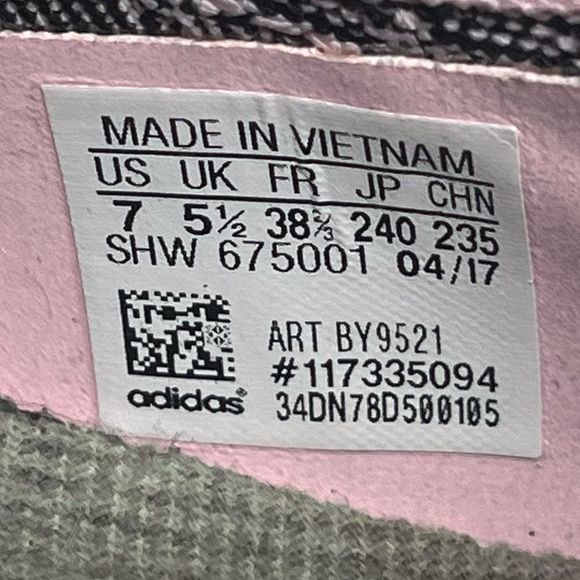 MADE IN VIETNAM
US UK FR JP CHN
7 5½ 38⅔ 240 235
SHW 675001 04/17
ART BY9521
#117335094
adidas® 34DN78D500105